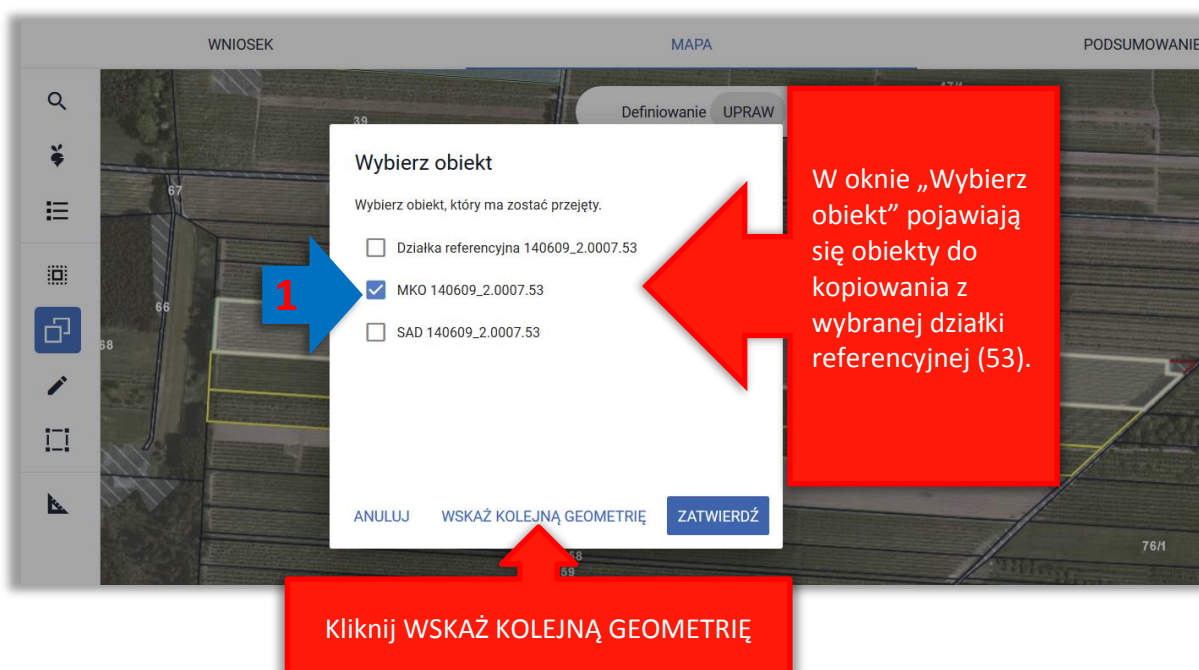 WNIOSEK
MAPA
PODSUMOWANIE
39
Definiowanie UPRAW
67
66
68
Wybierz obiekt
Wybierz obiekt, który ma zostać przejęty.
Działka referencyjna 140609_2.0007.53
1
MKO 140609_2.0007.53
SAD 140609_2.0007.53
ANULUJ WSKAŻ KOLEJNĄ GEOMETRIĘ ZATWIERDŹ
W oknie „Wybierz
obiekt” pojawiają
się obiekty do
kopiowania z
wybranej działki
referencyjnej (53).
76/1
59
Kliknij WSKAŻ KOLEJNĄ GEOMETRIĘ